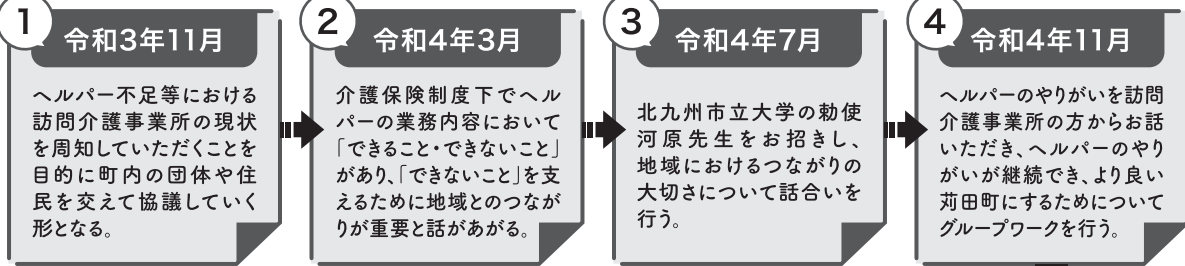 1
令和3年11月
ヘルパー不足等における
訪問介護事業所の現状
を周知していただくことを
目的に町内の団体や住
民を交えて協議していく
形となる。
2
令和4年3月
介護保険制度下でヘル
パーの業務内容において
「できること・できないこと」
があり、「できないこと」を支
えるために地域とのつなが
りが重要と話があがる。
3
令和4年7月
北九州市立大学の勅使
河原先生をお招きし、
地域におけるつながりの
大切さについて話合いを
行う。
4
令和4年11月
ヘルパーのやりがいを訪問
介護事業所の方からお話
いただき、ヘルパーのやり
がいが継続でき、より良い
苅田町にするためについて
グループワークを行う。